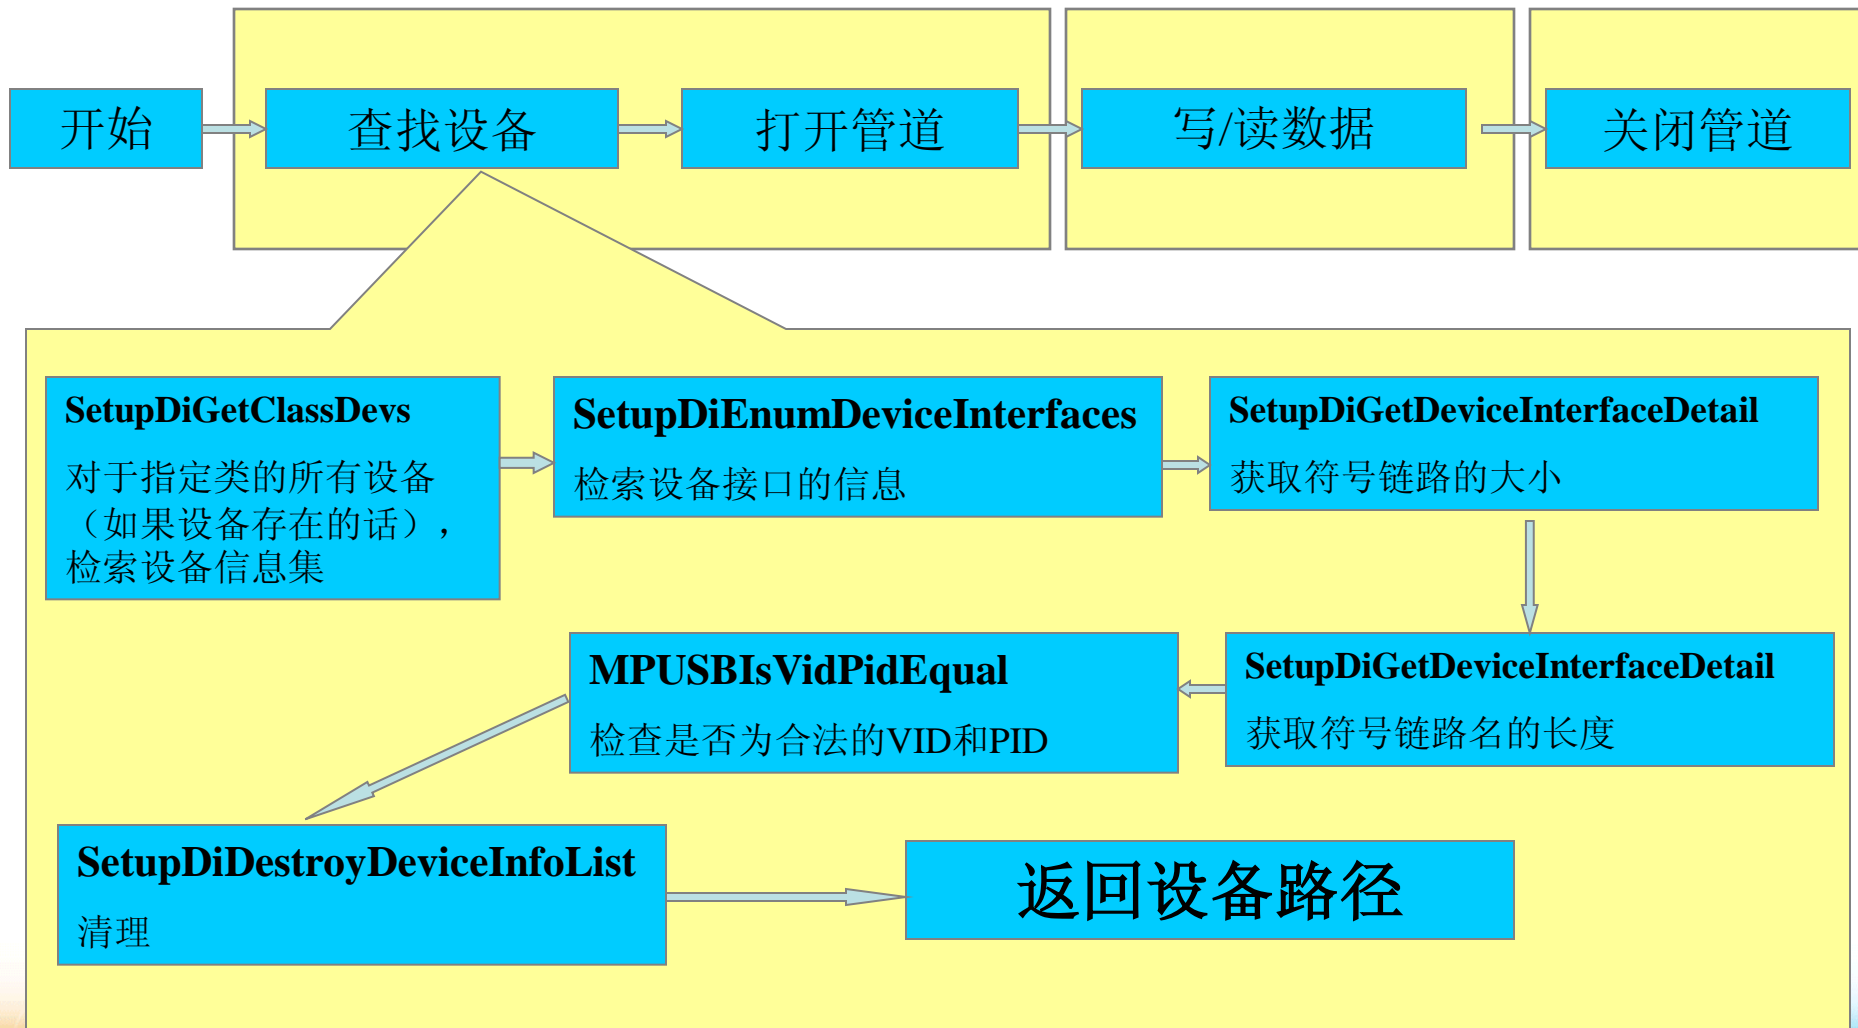 开始
查找设备
打开管道
写/读数据
关闭管道
SetupDiGetClassDevs
对于指定类的所有设备
（如果设备存在的话），
检索设备信息集
SetupDiEnumDeviceInterfaces
检索设备接口的信息
SetupDiGetDeviceInterfaceDetail
获取符号链路的大小
SetupDiGetDeviceInterfaceDetail
获取符号链路名的长度
MPUSBIsVidPidEqual
检查是否为合法的VID和PID
SetupDiDestroyDeviceInfoList
清理
返回设备路径